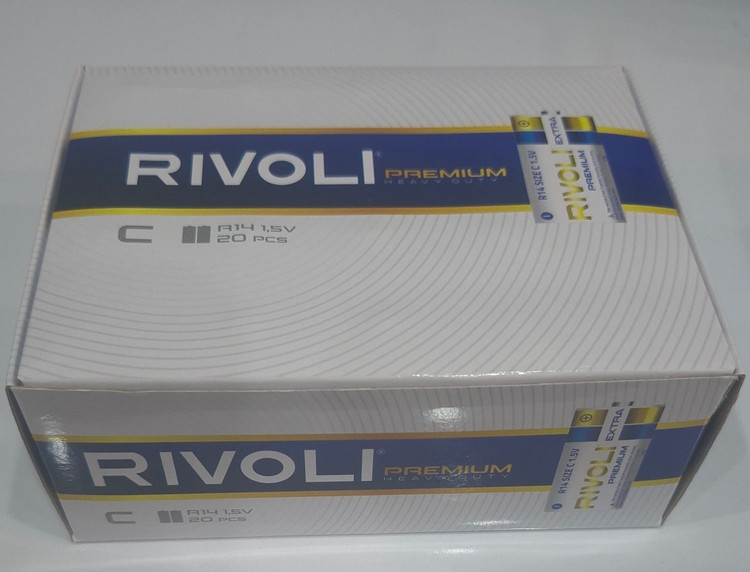 RIVOLI
PREMIUM
HEAVY DUTY
C
R14 1,5V
20 PCS
R14 SIZE C 1.5V
RIVOLI EXTRA
PREMIUM
RIVOLI
PREMIUM
HEAVY DUTY
C
R14 1,5V
20 PCS
R14 SIZE C 1.5V
RIVOLI EXTRA
PREMIUM